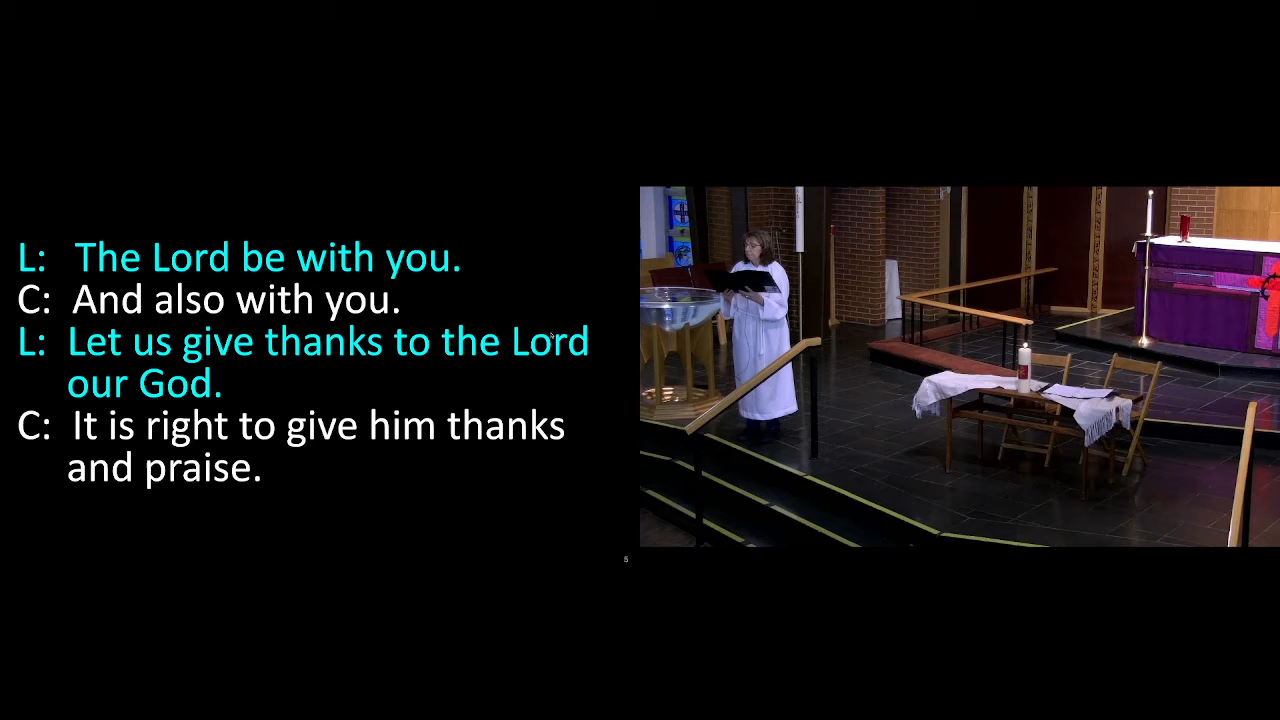 L: The Lord be with you.
C: And also with you.
L: Let us give thanks to the Lord
our God.
C: It is right to give him thanks
and praise.
5